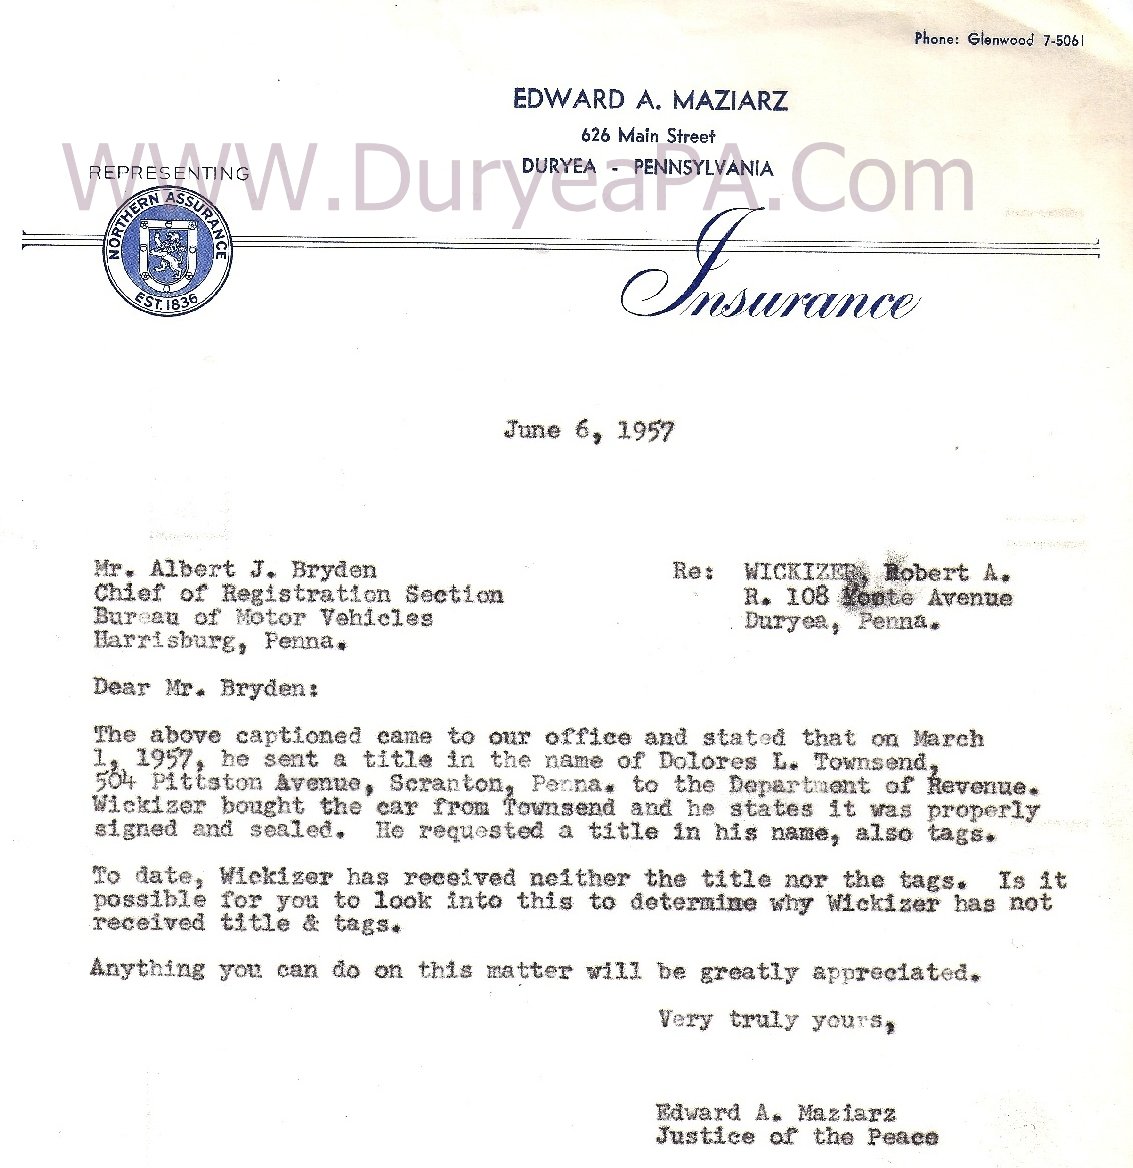 Phone: Glenwood 7-5061
EDWARD A. MAZIARZ
626 Main Street
DURYEA - PENNSYLVANIA
WWW.DuryeaPA.Com
REPRESENTING
NORTHERN ASSURANCE
EST. 1836
Insurance
June 6, 1957
Mr. Albert J. Bryden
Chief of Registration Section
Bureau of Motor Vehicles
Harrisburg, Penna.
Re: WICKIZER, Robert A.
R. 108 Avenue
Duryea, Penna.
Dear Mr. Bryden:
The above captioned came to our office and stated that on March
1, 1957, he sent a title in the name of Dolores L. Townsend,
504 Pittston Avenue, Scranton, Penna. to the Department of Revenue.
Wickizer bought the car from Townsend and he states it was properly
signed and sealed. He requested a title in his name, also tags.
To date, Wickizer has received neither the title nor the tags. Is it
possible for you to look into this to determine why Wickizer has not
received title & tags.
Anything you can do on this matter will be greatly appreciated.
Very truly yours,
Edward A. Maziarz
Justice of the Peace